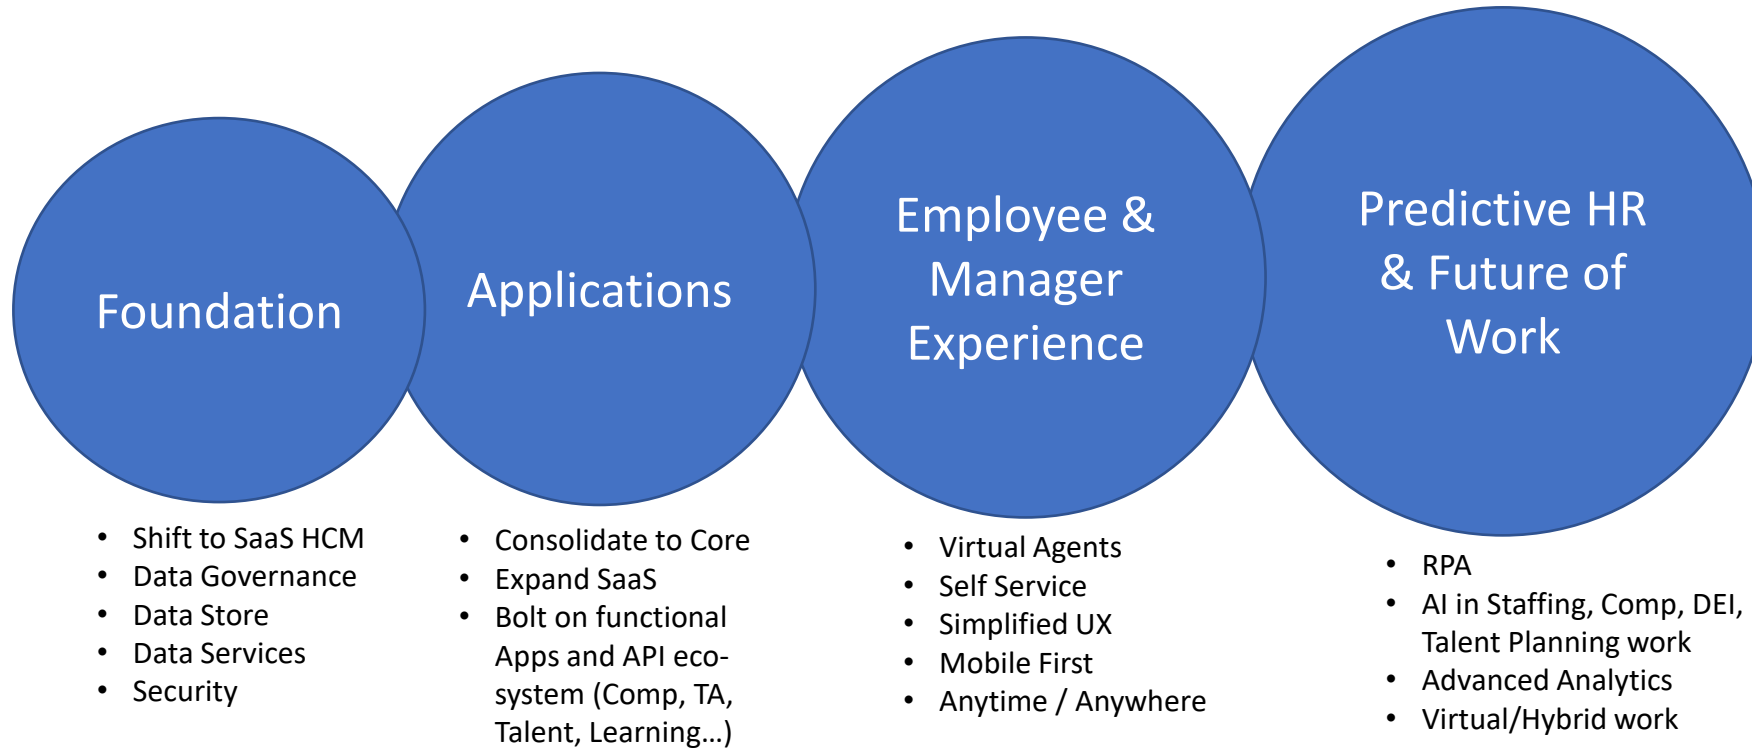 Foundation
• Shift to SaaS HCM
• Data Governance
• Data Store
• Data Services
• Security
Applications
• Consolidate to Core
• Expand SaaS
• Bolt on functional
Apps and API eco-
system (Comp, TA,
Talent, Learning…)
Employee &
Manager
Experience
• Virtual Agents
• Self Service
• Simplified UX
• Mobile First
• Anytime / Anywhere
Predictive HR
& Future of
Work
• RPA
• AI in Staffing, Comp, DEI,
Talent Planning work
• Advanced Analytics
• Virtual/Hybrid work